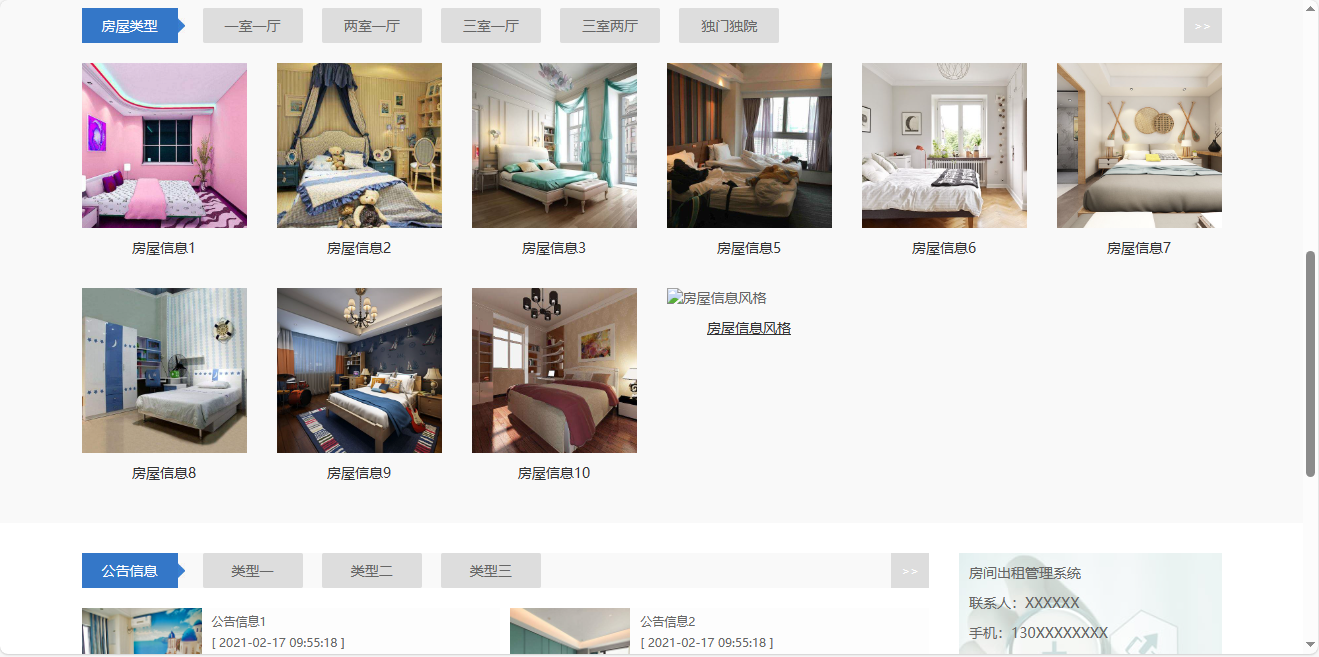 房屋类型 一室一厅 两室一厅 三室一厅 三室两厅 独门独院 >>
房屋信息1 房屋信息2 房屋信息3 房屋信息5 房屋信息6 房屋信息7
房屋信息风格
房屋信息风格
房屋信息8 房屋信息9 房屋信息10
公告信息 类型一 类型二 类型三 >>
公告信息1
[ 2021-02-17 09:55:18 ]
公告信息2
[ 2021-02-17 09:55:18 ]
房间出租管理系统
联系人：XXXXXX
手机：130XXXXXXXX